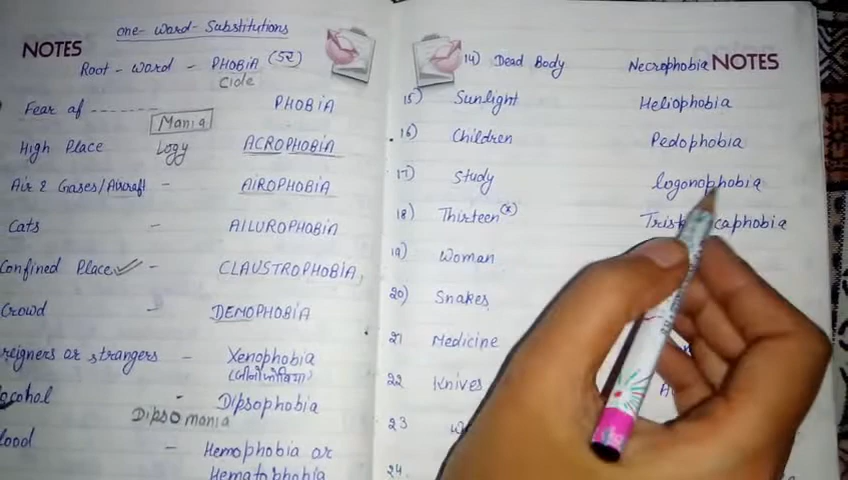 one-word-Substitutions
NOTES
Root-word - PHOBIA (डर)
Cide
Fear of ------- PHOBIA
Mania
High Place Logy ACROPHOBIA
Air & Gases/Aircraft - AIROPHOBIA
Cats - AILUROPHOBIA
Confined Place - CLAUSTROPHOBIA
Crowd - DEMOPHOBIA
reigners or strangers - Xenophobia
(जीनोफोबिया)
Dipsophobia
Dipsomania
lood - Hemophobia or
Hematophobia
14) Dead Body Necrophobia NOTES
15) Sunlight Heliophobia
16) Children Pedophobia
17) Study logonophobia
18) Thirteen(x) caphobia
19) Woman
20) Snakes
21 Medicine
22 Knives
23
24.